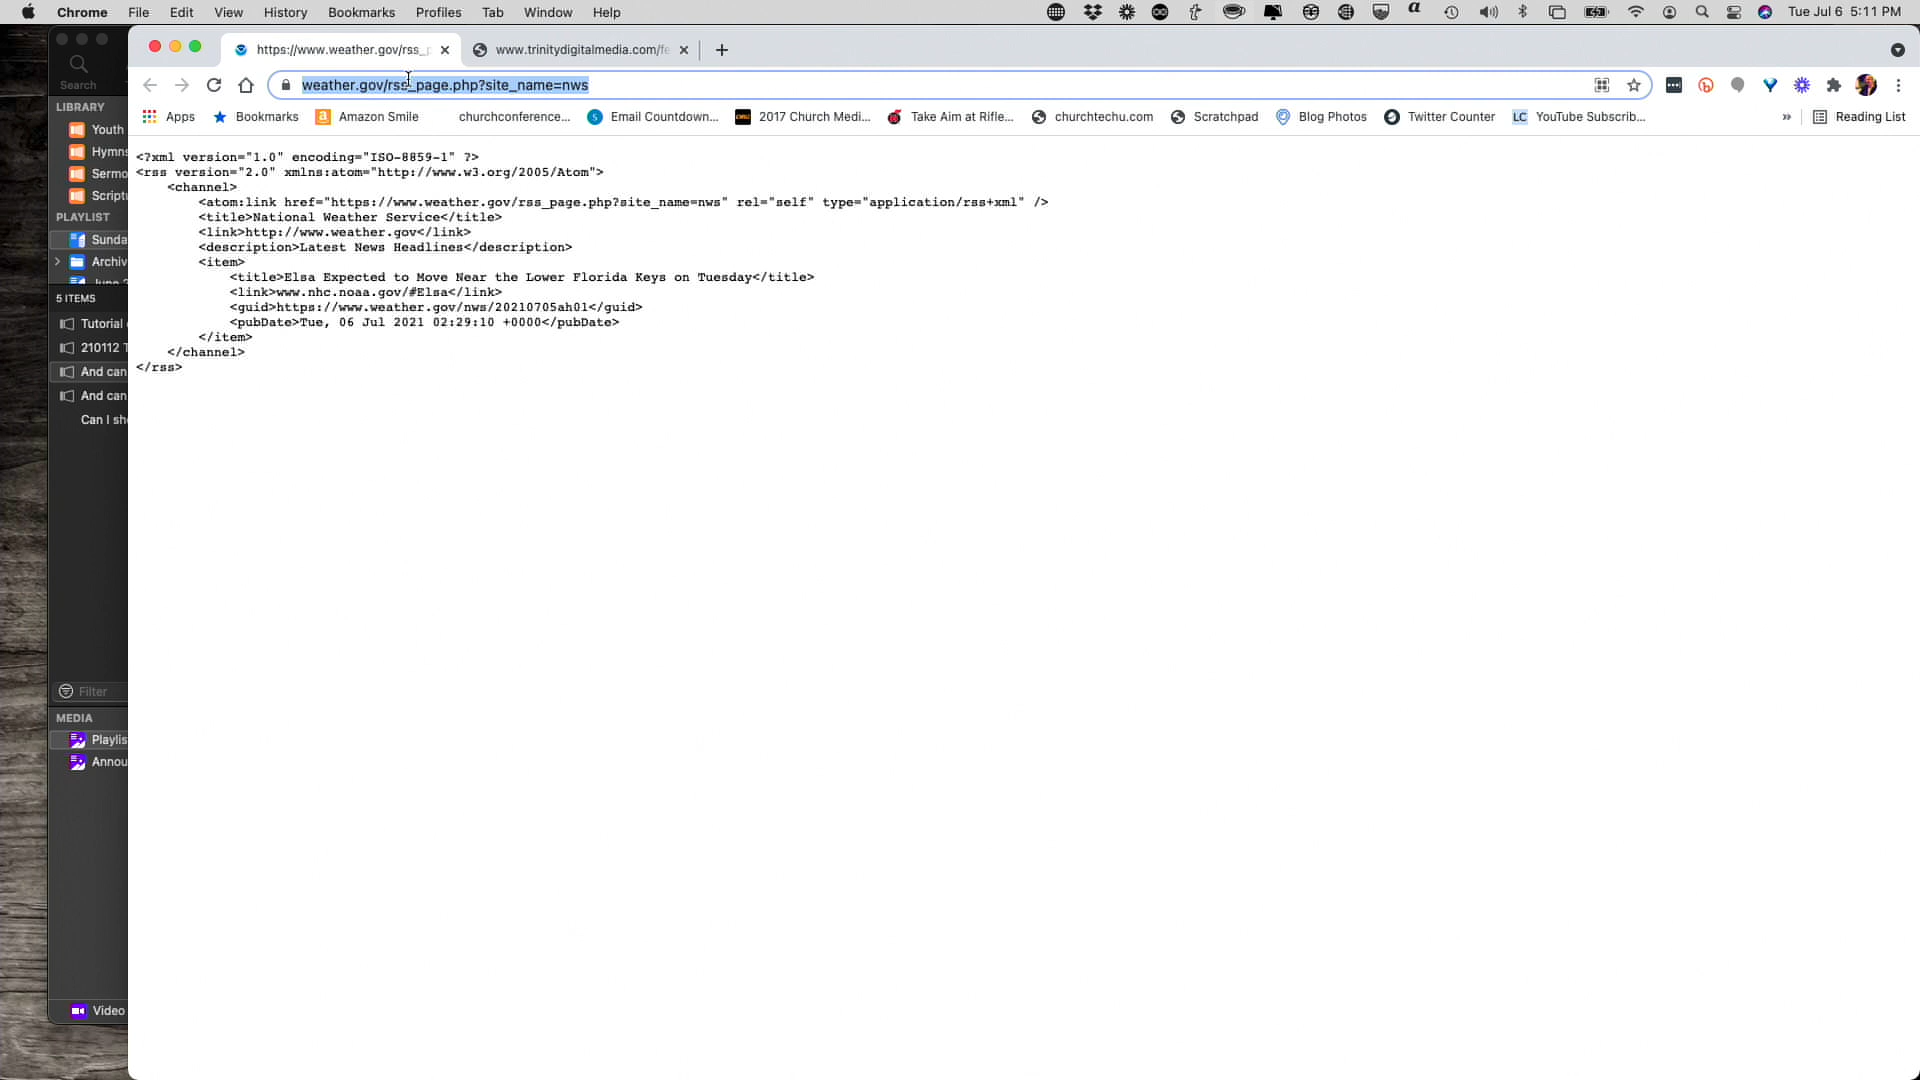 Chrome File Edit View History Bookmarks Profiles Tab Window Help
Tue Jul 6 5:11 PM
https://www.weather.gov/rss_p
www.trinitydigitalmedia.com/fe
weather.gov/rss_page.php?site_name=nws
Apps Bookmarks Amazon Smile churchconference... Email Countdown... 2017 Church Medi... Take Aim at Rifle... churchtechu.com Scratchpad Blog Photos Twitter Counter LC YouTube Subscrib... » Reading List
Search
LIBRARY
Youth
Hymns
Sermo
Scriptu
PLAYLIST
Sunda
Archiv
5 ITEMS
Tutorial
210112 T
And can
And can
Can I sh
Filter
MEDIA
Playlis
Annou
Video
<?xml version="1.0" encoding="ISO-8859-1" ?>
<rss version="2.0" xmlns:atom="http://www.w3.org/2005/Atom">
<channel>
<atom:link href="https://www.weather.gov/rss_page.php?site_name=nws" rel="self" type="application/rss+xml" />
<title>National Weather Service</title>
<link>http://www.weather.gov</link>
<description>Latest News Headlines</description>
<item>
<title>Elsa Expected to Move Near the Lower Florida Keys on Tuesday</title>
<link>www.nhc.noaa.gov/#Elsa</link>
<guid>https://www.weather.gov/nws/20210705ah01</guid>
<pubDate>Tue, 06 Jul 2021 02:29:10 +0000</pubDate>
</item>
</channel>
</rss>